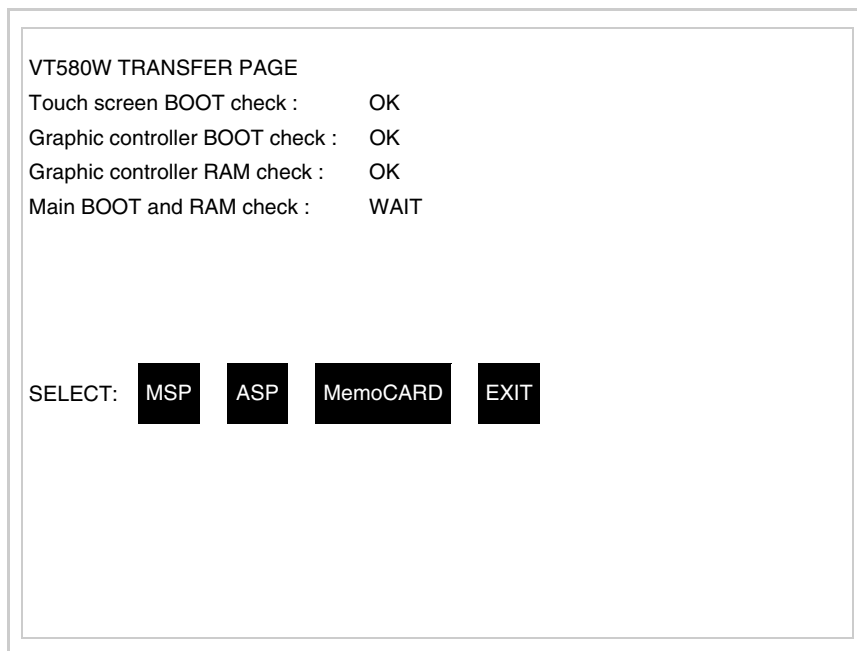 VT580W TRANSFER PAGE
Touch screen BOOT check : OK
Graphic controller BOOT check : OK
Graphic controller RAM check : OK
Main BOOT and RAM check : WAIT
SELECT: MSP ASP MemoCARD EXIT